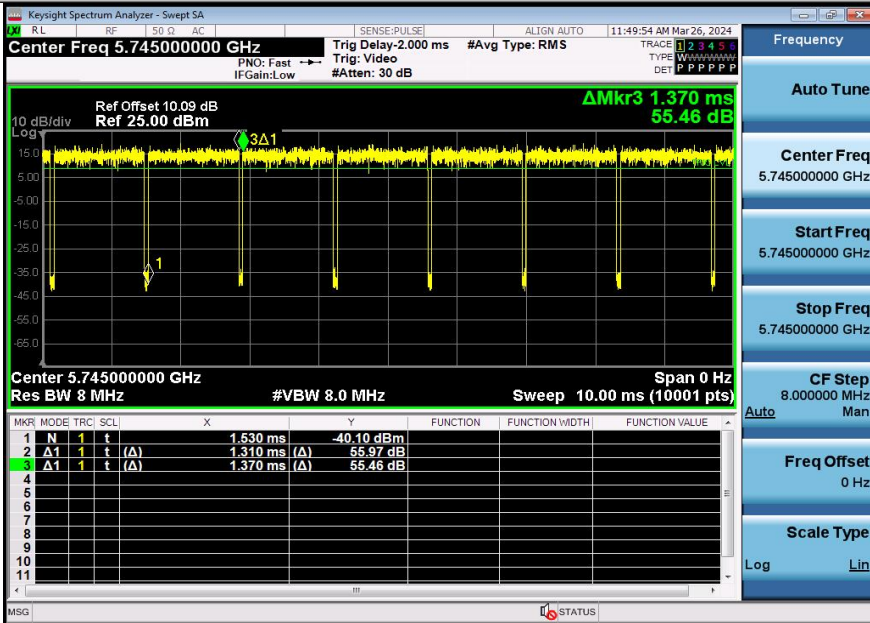 Keysight Spectrum Analyzer - Swept SA
LXI RL RF 50 Ω AC SENSE:PULSE ALIGN AUTO 11:49:54 AM Mar 26, 2024
Center Freq 5.745000000 GHz
PNO: Fast
IFGain:Low
Trig Delay-2.000 ms
Trig: Video
#Atten: 30 dB
#Avg Type: RMS
TRACE 1 2 3 4 5 6
TYPE WWWWWW
DET P P P P P P
Frequency
Auto Tune
Center Freq
5.745000000 GHz
Start Freq
5.745000000 GHz
Stop Freq
5.745000000 GHz
CF Step
8.000000 MHz
Auto Man
Freq Offset
0 Hz
Scale Type
Log Lin
ΔMkr3 1.370 ms
55.46 dB
Ref Offset 10.09 dB
10 dB/div Ref 25.00 dBm
Log
3Δ1
15.0
5.00
-5.00
-15.0
-25.0
1
-35.0
-45.0
-55.0
-65.0
Center 5.745000000 GHz Span 0 Hz
Res BW 8 MHz #VBW 8.0 MHz Sweep 10.00 ms (10001 pts)
MKR MODE TRC SCL X Y FUNCTION FUNCTION WIDTH FUNCTION VALUE
1 N 1 t 1.530 ms -40.10 dBm
2 Δ1 1 t (Δ) 1.310 ms (Δ) 55.97 dB
3 Δ1 1 t (Δ) 1.370 ms (Δ) 55.46 dB
4
5
6
7
8
9
10
11
MSG STATUS